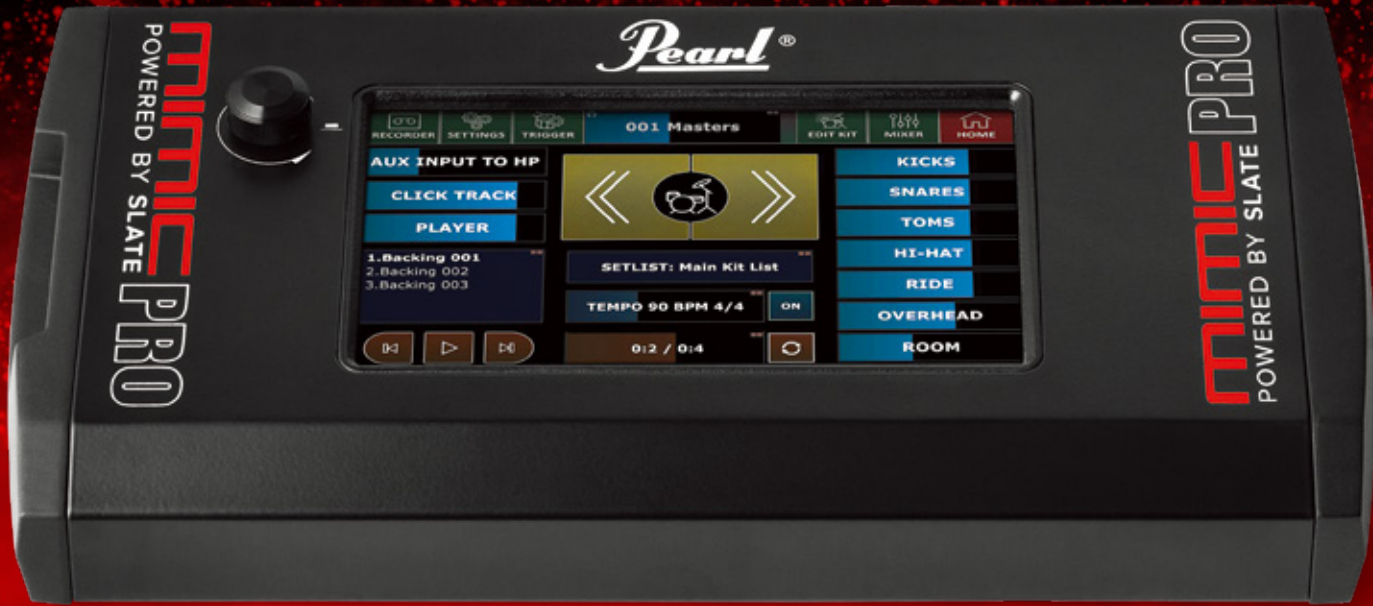 Pearl®
MIMIC PRO
POWERED BY SLATE
RECORDER
SETTINGS
TRIGGER
001 Masters
EDIT KIT
MIXER
HOME
AUX INPUT TO HP
CLICK TRACK
PLAYER
1.Backing 001
2.Backing 002
3.Backing 003
SETLIST: Main Kit List
TEMPO 90 BPM 4/4
ON
0:2 / 0:4
KICKS
SNARES
TOMS
HI-HAT
RIDE
OVERHEAD
ROOM
MIMIC PRO
POWERED BY SLATE